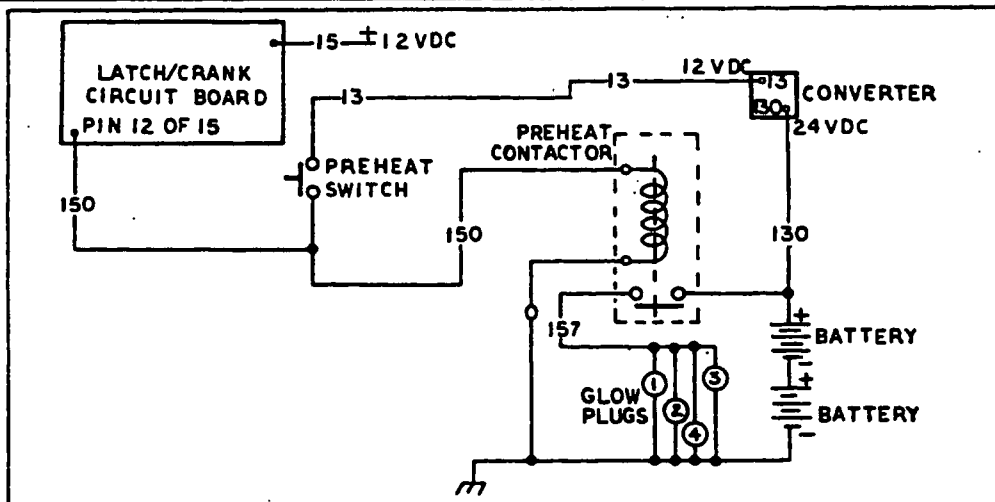 15 ± 12 VDC
LATCH/CRANK
CIRCUIT BOARD
PIN 12 OF 15
13
13
12 VDC
13
130
CONVERTER
24 VDC
PREHEAT
CONTACTOR
PREHEAT
SWITCH
150
150
130
157
+
BATTERY
-
+
BATTERY
-
GLOW
PLUGS
1
2
4
3